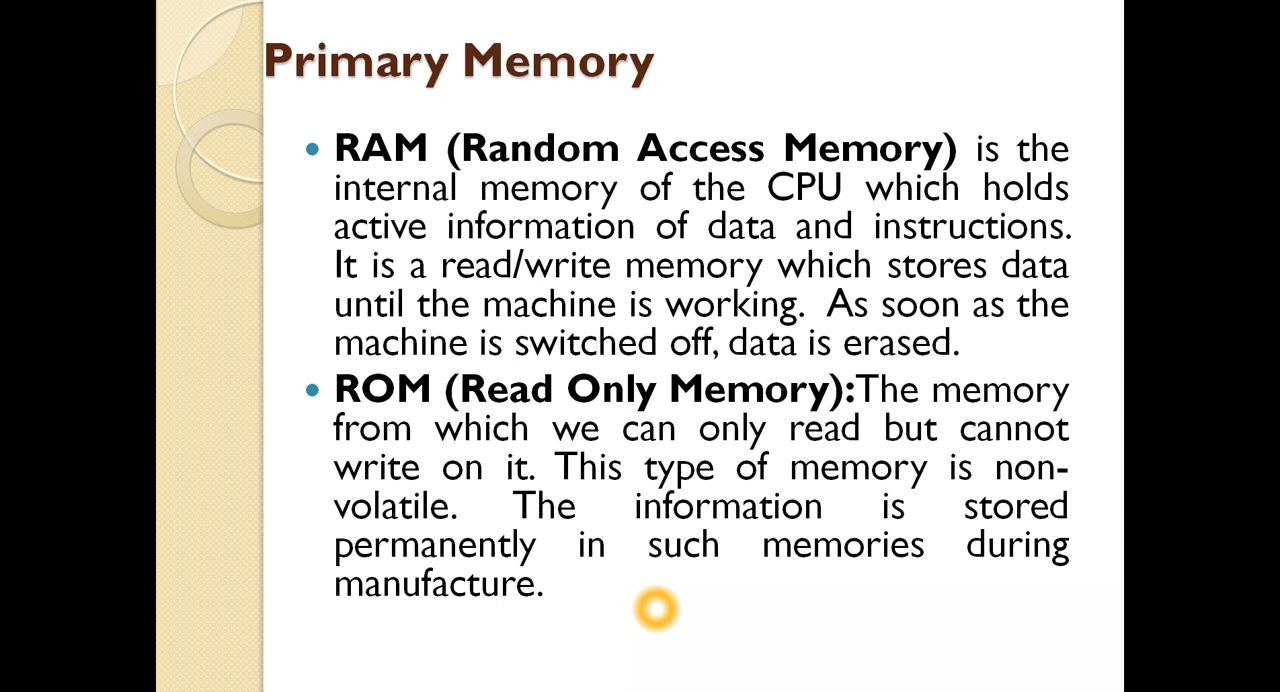 Primary Memory
• RAM (Random Access Memory) is the
internal memory of the CPU which holds
active information of data and instructions.
It is a read/write memory which stores data
until the machine is working. As soon as the
machine is switched off, data is erased.
• ROM (Read Only Memory):The memory
from which we can only read but cannot
write on it. This type of memory is non-
volatile. The information is stored
permanently in such memories during
manufacture.